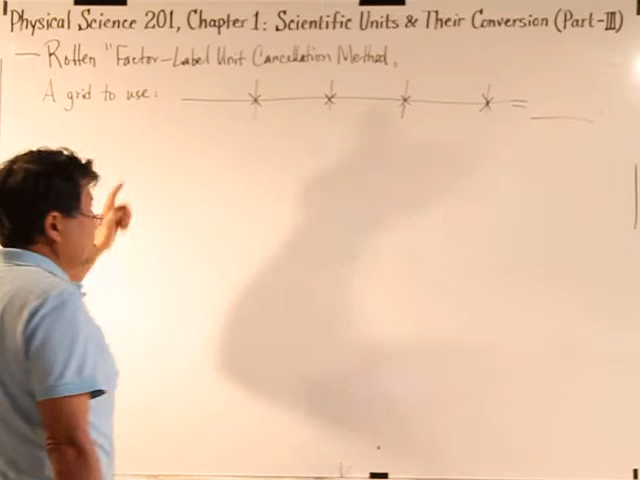 Physical Science 201, Chapter 1: Scientific Units & Their Conversion (Part-III)
— Rotten "Factor-Label Unit Cancellation Method,
A grid to use: × × × × =